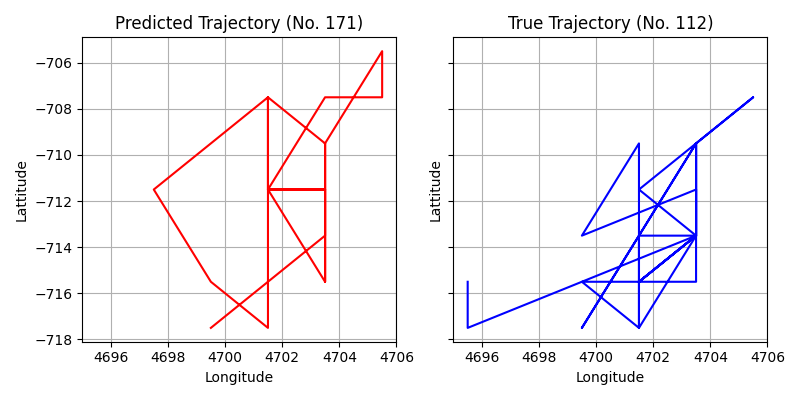 Predicted Trajectory (No. 171)
True Trajectory (No. 112)
Lattitude
−706
−708
−710
−712
−714
−716
−718
4696 4698 4700 4702 4704 4706
Longitude
Lattitude
4696 4698 4700 4702 4704 4706
Longitude